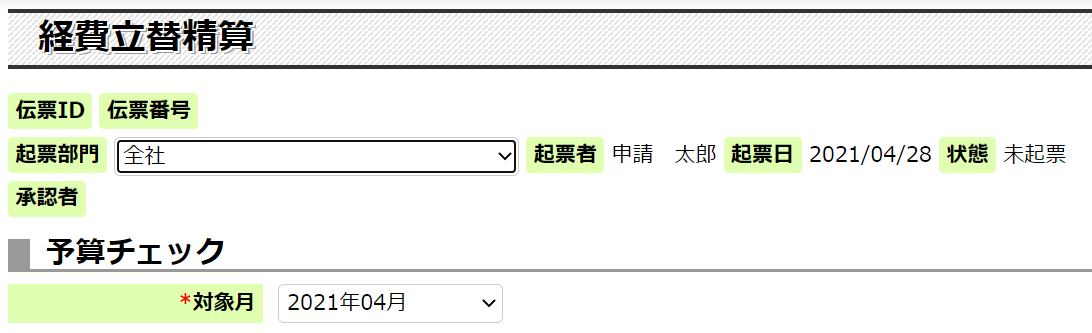 経費立替精算
伝票ID 伝票番号
起票部門 全社 起票者 申請　太郎 起票日 2021/04/28 状態 未起票
承認者
予算チェック
*対象月 2021年04月